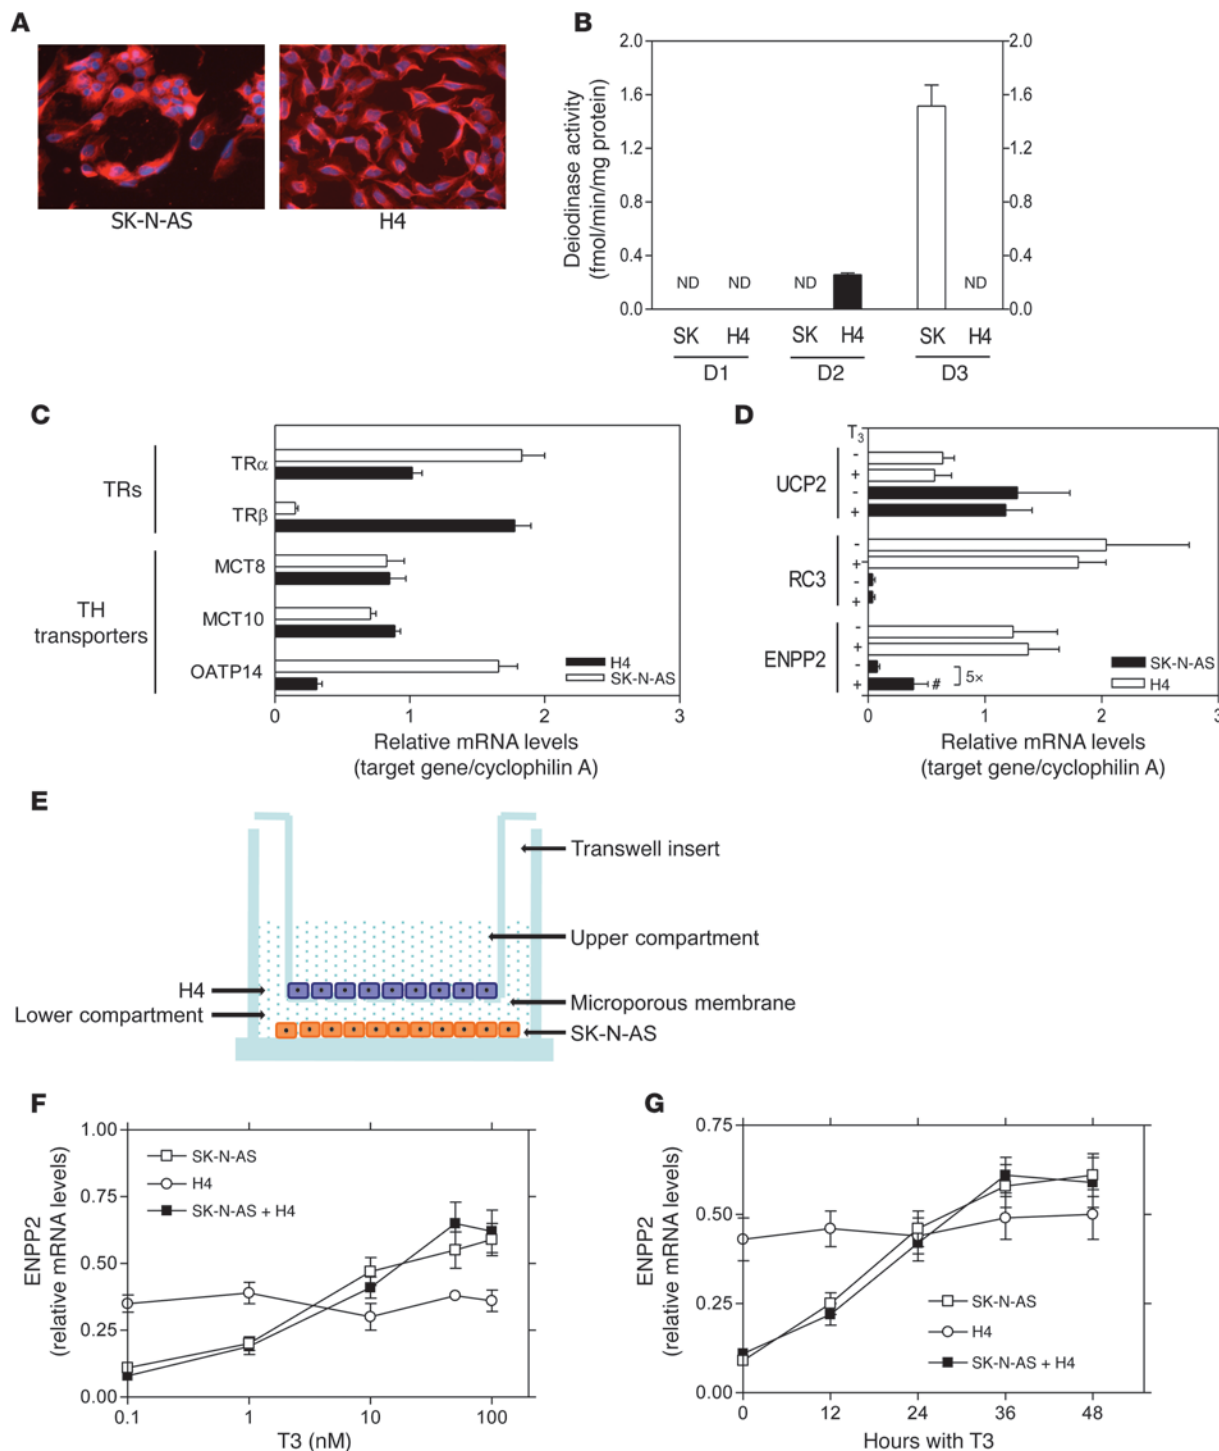 A
SK-N-AS
H4
B
Deiodinase activity
(fmol/min/mg protein)
2.0
1.6
1.2
0.8
0.4
0.0
2.0
1.6
1.2
0.8
0.4
0.0
ND
ND
ND
ND
SK
H4
SK
H4
SK
H4
D1
D2
D3
C
TRs
TH
transporters
TRα
TRβ
MCT8
MCT10
OATP14
H4
SK-N-AS
0
1
2
3
Relative mRNA levels
(target gene/cyclophilin A)
D
T3
UCP2
-
+
-
+
RC3
-
+
-
+
ENPP2
-
+
-
+
#
5×
SK-N-AS
H4
0
1
2
3
Relative mRNA levels
(target gene/cyclophilin A)
E
Transwell insert
Upper compartment
H4
Microporous membrane
Lower compartment
SK-N-AS
F
ENPP2
(relative mRNA levels)
1.00
0.75
0.50
0.25
0.00
SK-N-AS
H4
SK-N-AS + H4
0.1
1
10
100
T3 (nM)
G
ENPP2
(relative mRNA levels)
0.75
0.50
0.25
0.00
SK-N-AS
H4
SK-N-AS + H4
0
12
24
36
48
Hours with T3